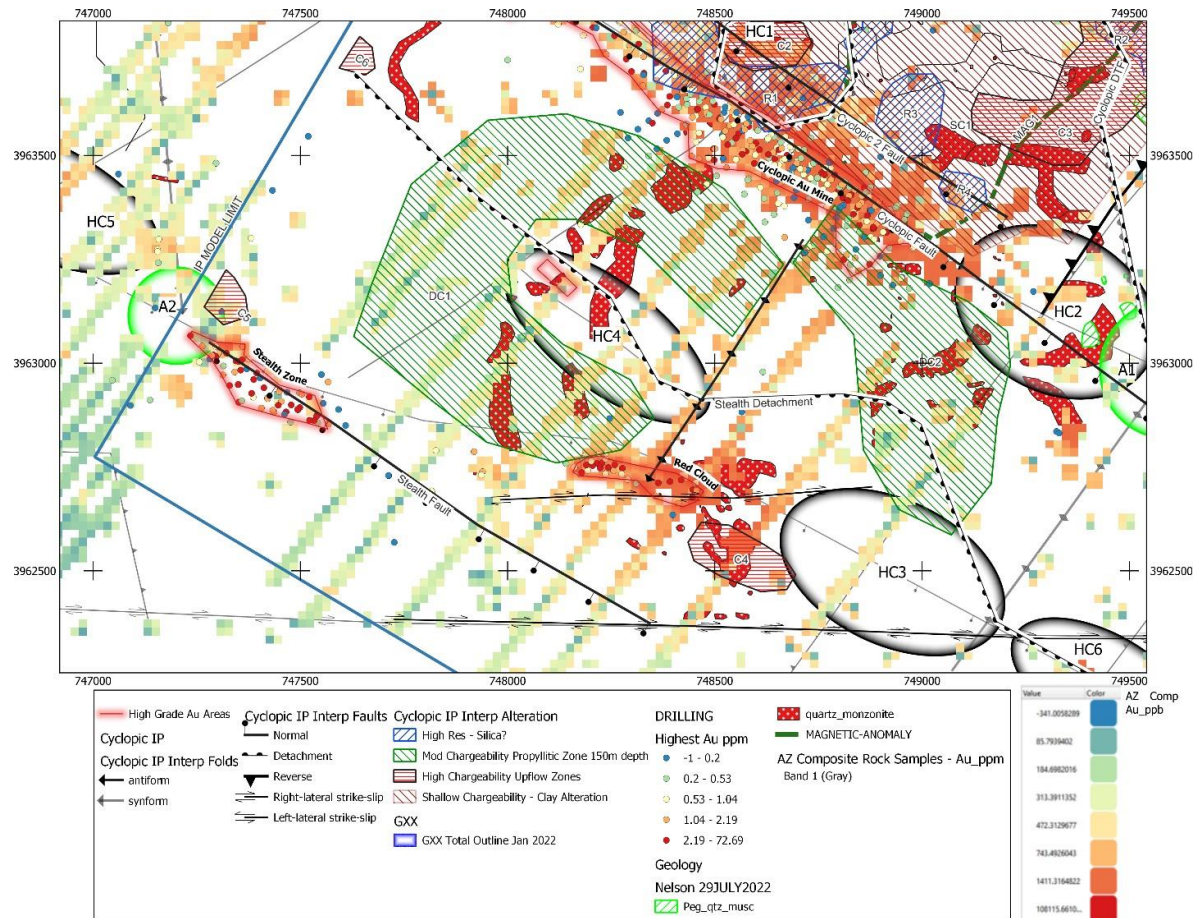 747000
747500
748000
748500
749000
749500
HC1
C2
C6
Cyclopic DT
R1
Cyclopic 2 Fault
R3
SC1
MAG1
C3
3963500
3963500
Cyclopic Au Mine
R4
HC5
IP MODEL LIMIT
Cyclopic Fault
A2
C5
DC1
HC4
HC2
DC2
3963000
Stealth Zone
3963000
A1
Stealth Detachment
Red Cloud
Stealth Fault
3962500
C4
HC3
3962500
HC6
747000
747500
748000
748500
749000
749500
High Grade Au Areas
Cyclopic IP
Cyclopic IP Interp Folds
antiform
synform
Cyclopic IP Interp Faults
Normal
Detachment
Reverse
Right-lateral strike-slip
Left-lateral strike-slip
Cyclopic IP Interp Alteration
High Res - Silica?
Mod Chargeability Propyllitic Zone 150m depth
High Chargeability Upflow Zones
Shallow Chargeability - Clay Alteration
GXX
GXX Total Outline Jan 2022
DRILLING
Highest Au ppm
-1 - 0.2
0.2 - 0.53
0.53 - 1.04
1.04 - 2.19
2.19 - 72.69
Geology
Nelson 29JULY2022
Peg_qtz_musc
quartz_monzonite
MAGNETIC-ANOMALY
AZ Composite Rock Samples - Au_ppm
Band 1 (Gray)
Value Color
AZ Comp
Au_ppb
-341.0058289
85.7939402
184.6982016
313.3911352
472.3129677
743.4926043
1411.3164822
108115.6610...